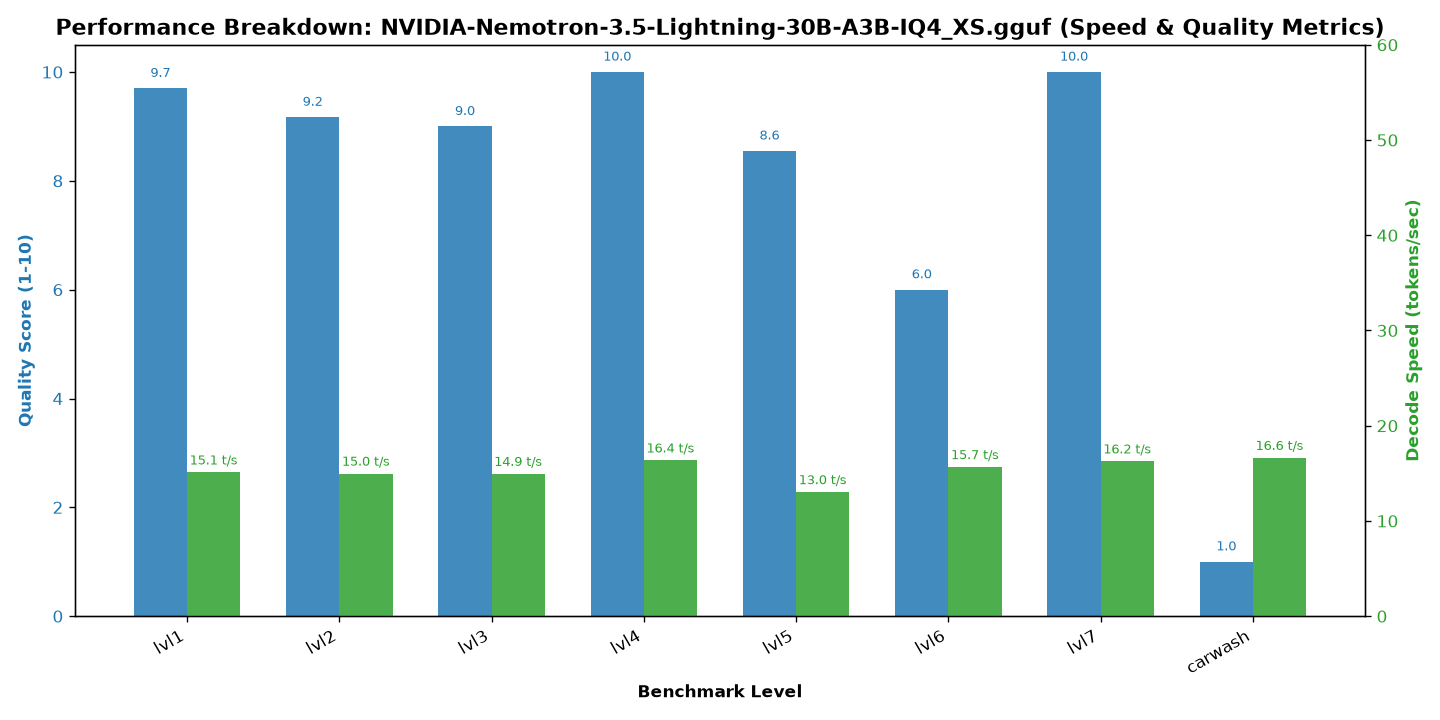 Performance Breakdown: NVIDIA-Nemotron-3.5-Lightning-30B-A3B-IQ4_XS.gguf (Speed & Quality Metrics)
Quality Score (1-10)
10
8
6
4
2
0
9.7
15.1 t/s
9.2
15.0 t/s
9.0
14.9 t/s
10.0
16.4 t/s
8.6
13.0 t/s
6.0
15.7 t/s
10.0
16.2 t/s
1.0
16.6 t/s
60
50
40
30
20
10
0
Decode Speed (tokens/sec)
lvl1
lvl2
lvl3
lvl4
lvl5
lvl6
lvl7
carwash
Benchmark Level